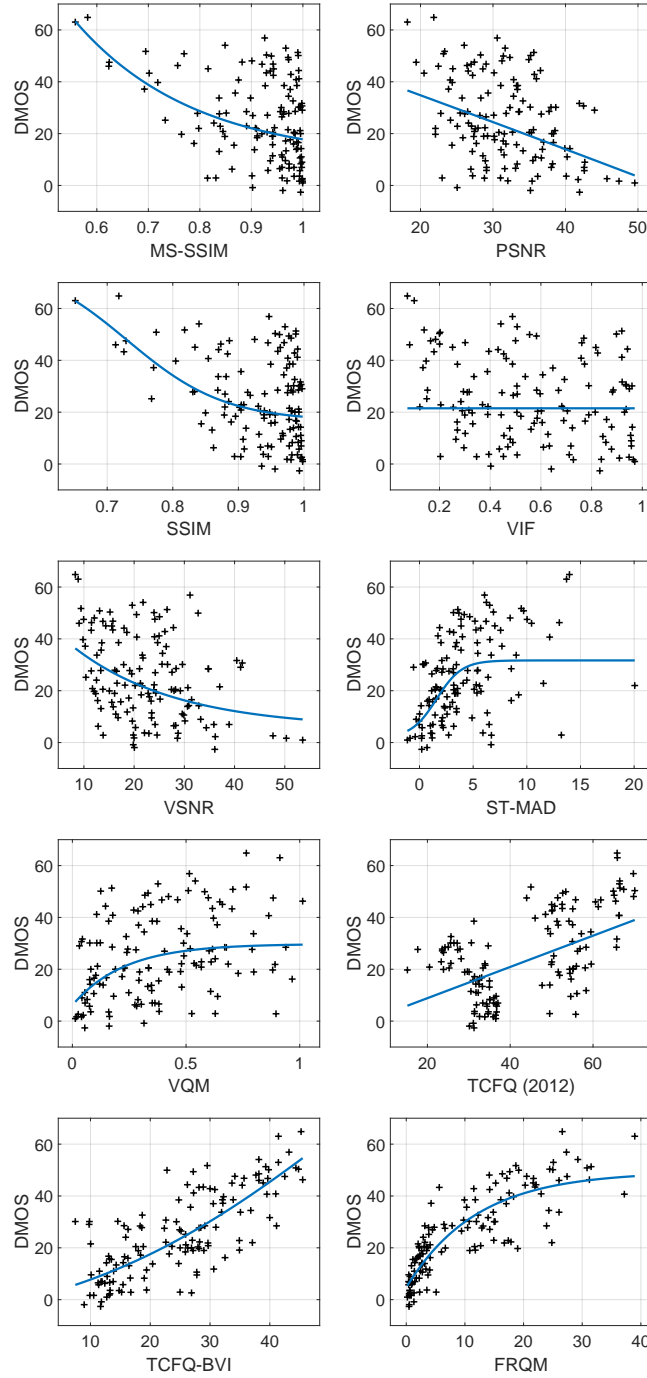 60
40
20
0
DMOS
0.6 0.7 0.8 0.9 1
MS-SSIM
60
40
20
0
DMOS
20 30 40 50
PSNR
60
40
20
0
DMOS
0.7 0.8 0.9 1
SSIM
60
40
20
0
DMOS
0.2 0.4 0.6 0.8 1
VIF
60
40
20
0
DMOS
10 20 30 40 50
VSNR
60
40
20
0
DMOS
0 5 10 15 20
ST-MAD
60
40
20
0
DMOS
0 0.5 1
VQM
60
40
20
0
DMOS
20 40 60
TCFQ (2012)
60
40
20
0
DMOS
10 20 30 40
TCFQ-BVI
60
40
20
0
DMOS
0 10 20 30 40
FRQM